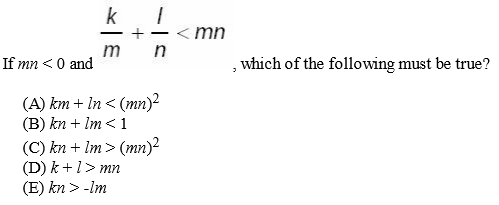 If mn < 0 and k/m + l/n < mn, which of the following must be true?
(A) km + ln < (mn)²
(B) kn + lm < 1
(C) kn + lm > (mn)²
(D) k + l > mn
(E) kn > -lm